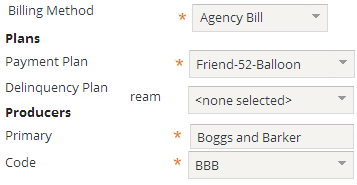 Billing Method * Agency Bill
Plans
Payment Plan * Friend-52-Balloon
Delinquency Plan ream <none selected>
Producers
Primary * Boggs and Barker
Code * BBB